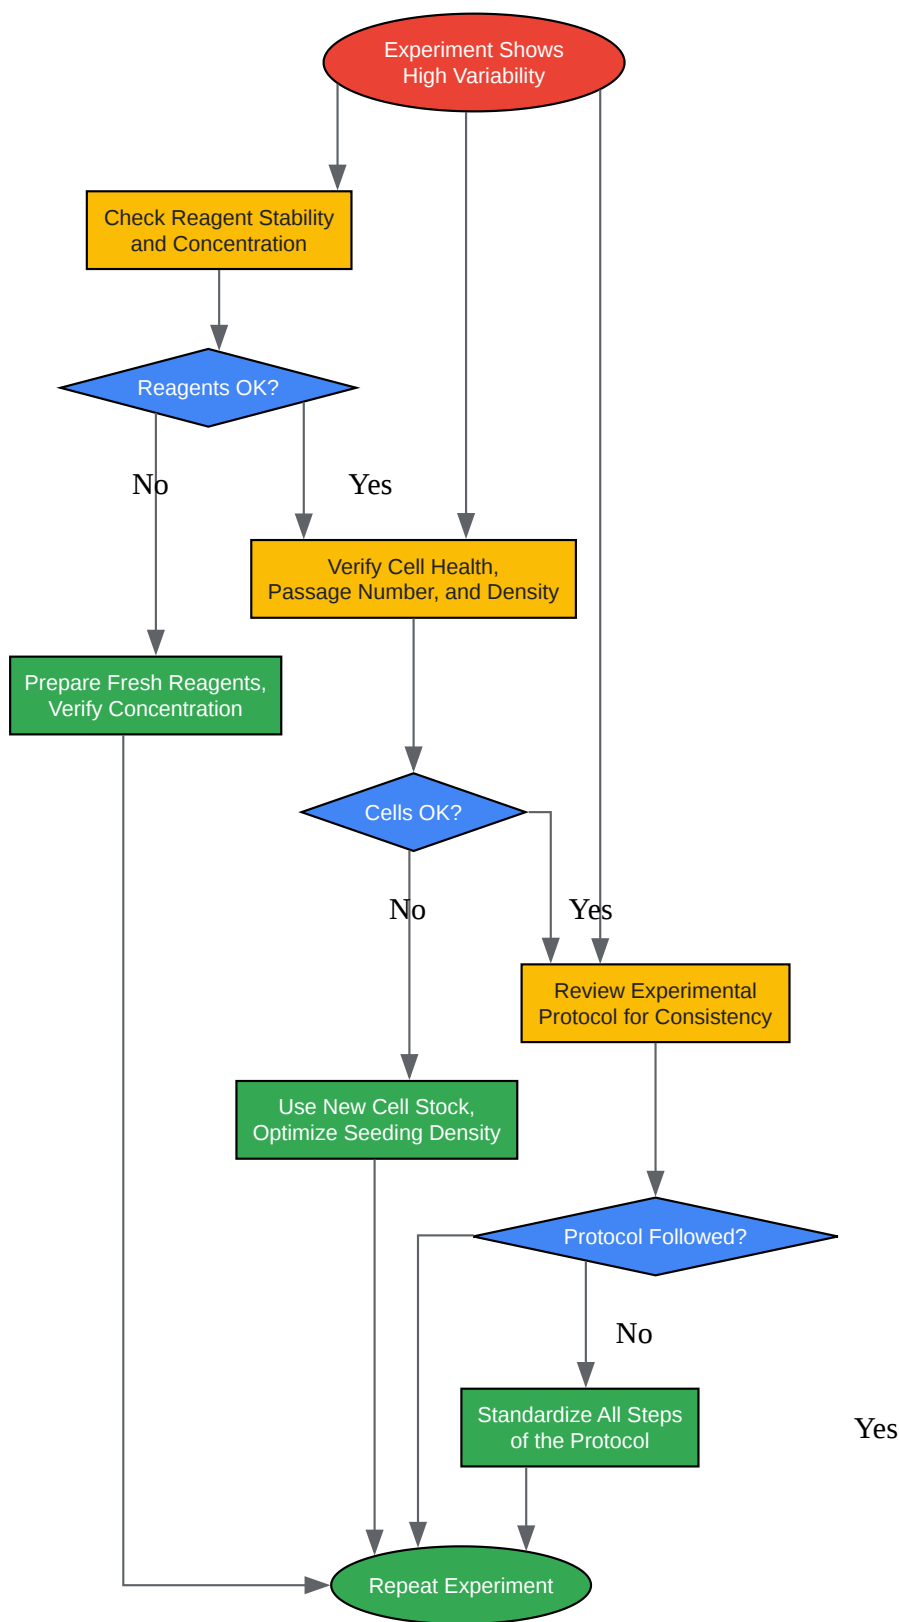 Experiment Shows
High Variability
Check Reagent Stability
and Concentration
Reagents OK?
No
Yes
Verify Cell Health,
Passage Number, and Density
Prepare Fresh Reagents,
Verify Concentration
Cells OK?
No
Yes
Review Experimental
Protocol for Consistency
Use New Cell Stock,
Optimize Seeding Density
Protocol Followed?
No
Standardize All Steps
of the Protocol
Yes
Repeat Experiment